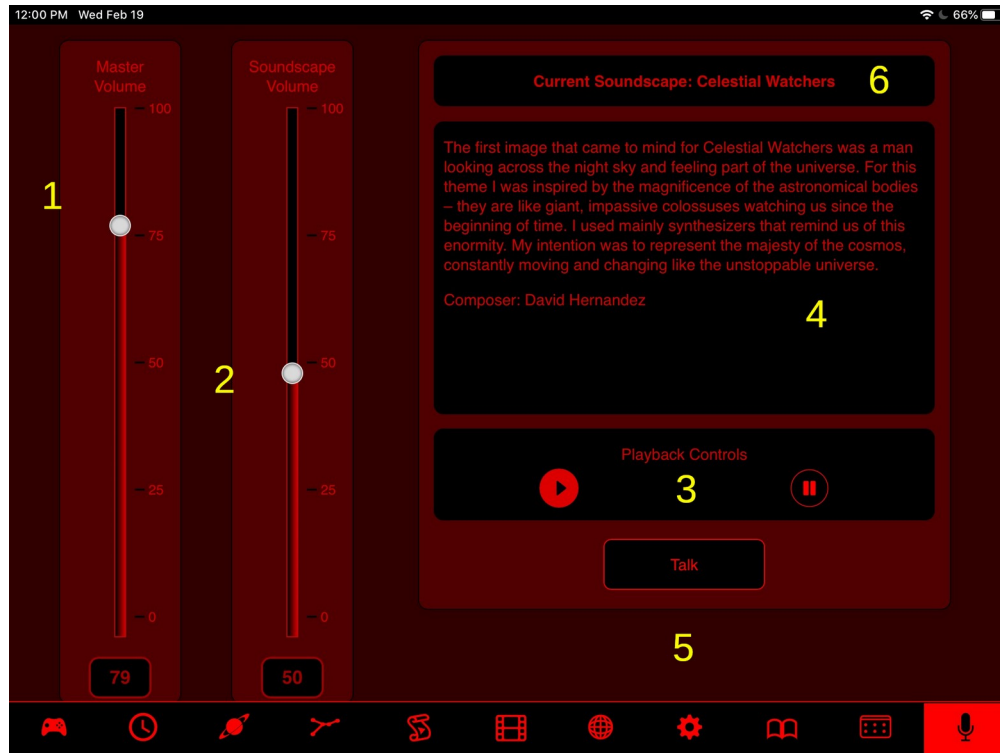 12:00 PM Wed Feb 19
66%
Master
Volume
100
1
75
50
25
0
79
Soundscape
Volume
100
75
2
50
25
0
50
Current Soundscape: Celestial Watchers
6
The first image that came to mind for Celestial Watchers was a man
looking across the night sky and feeling part of the universe. For this
theme I was inspired by the magnificence of the astronomical bodies
– they are like giant, impassive colossuses watching us since the
beginning of time. I used mainly synthesizers that remind us of this
enormity. My intention was to represent the majesty of the cosmos,
constantly moving and changing like the unstoppable universe.
Composer: David Hernandez
4
Playback Controls
3
Talk
5